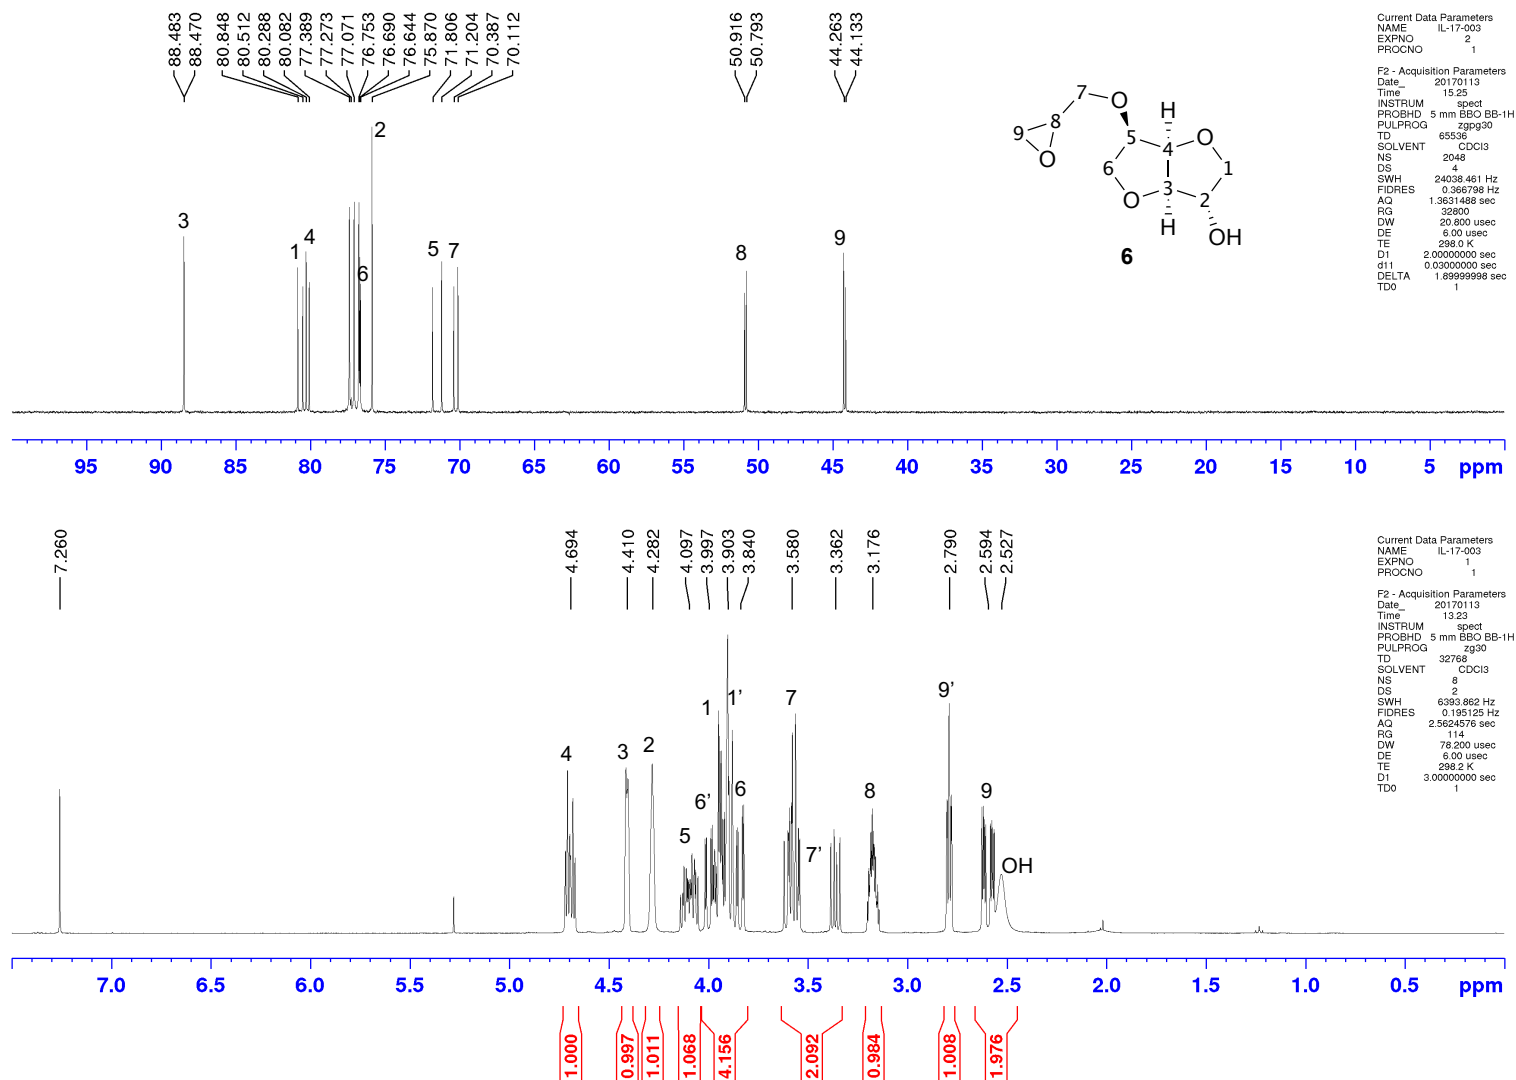 88.483
88.470
80.848
80.512
80.288
80.082
77.389
77.273
77.071
76.753
76.690
76.644
75.870
71.806
71.204
70.387
70.112
50.916
50.793
44.263
44.133
3
1
4
6
2
5
7
8
9
7
O
H
8
9
O
5
4
O
6
1
O
3
2
H
OH
6
Current Data Parameters
NAME IL-17-003
EXPNO 2
PROCNO 1
F2 - Acquisition Parameters
Date_ 20170113
Time 15.25
INSTRUM spect
PROBHD 5 mm BBO BB-1H
PULPROG zgpg30
TD 65536
SOLVENT CDCl3
NS 2048
DS 4
SWH 24038.461 Hz
FIDRES 0.366798 Hz
AQ 1.3631488 sec
RG 32800
DW 20.800 usec
DE 6.00 usec
TE 298.0 K
D1 2.00000000 sec
d11 0.03000000 sec
DELTA 1.89999998 sec
TD0 1
95 90 85 80 75 70 65 60 55 50 45 40 35 30 25 20 15 10 5 ppm
7.260
4.694
4.410
4.282
4.097
3.997
3.903
3.840
3.580
3.362
3.176
2.790
2.594
2.527
4
3
2
5
6’
1
1’
6
7
7’
8
9’
9
OH
Current Data Parameters
NAME IL-17-003
EXPNO 1
PROCNO 1
F2 - Acquisition Parameters
Date_ 20170113
Time 13.23
INSTRUM spect
PROBHD 5 mm BBO BB-1H
PULPROG zg30
TD 32768
SOLVENT CDCl3
NS 8
DS 2
SWH 6393.862 Hz
FIDRES 0.195125 Hz
AQ 2.5624576 sec
RG 114
DW 78.200 usec
DE 6.00 usec
TE 298.2 K
D1 3.00000000 sec
TD0 1
7.0 6.5 6.0 5.5 5.0 4.5 4.0 3.5 3.0 2.5 2.0 1.5 1.0 0.5 ppm
1.000
0.997
1.011
1.068
4.156
2.092
0.984
1.008
1.976